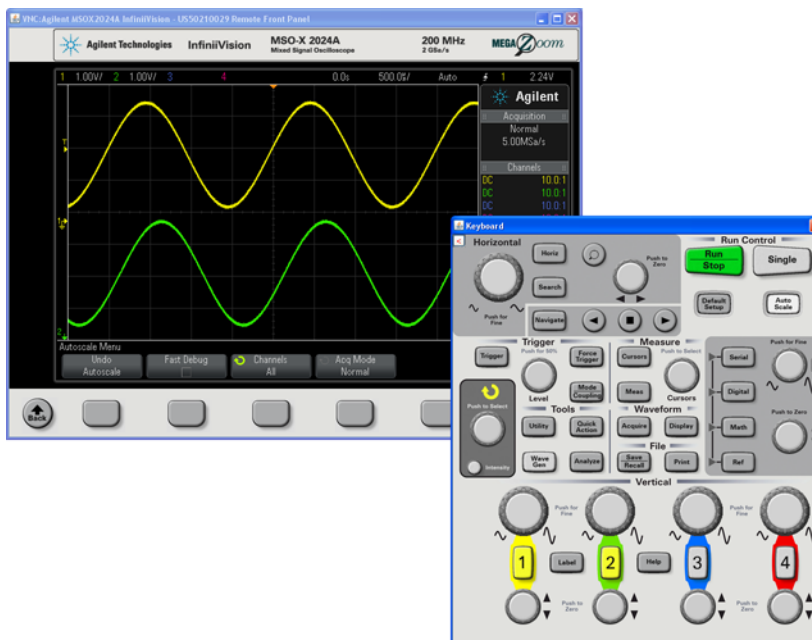 VNC:Agilent MSOX2024A InfiniiVision - US50210029 Remote Front Panel
Agilent Technologies InfiniiVision MSO-X 2024A 200 MHz MEGA Zoom
Mixed Signal Oscilloscope 2 GSa/s
1 1.00V/ 2 1.00V/ 3 4 0.0s 500.0 / Auto 1 2.24V
Agilent
Acquisition
Normal
5.00MSa/s
Channels
DC 10.0:1
DC 10.0:1
DC 10.0:1
T
1
2
Autoscale Menu
Undo Autoscale
Fast Debug
Channels All
Acq Mode Normal
Back
Keyboard
<
Horizontal
Horiz
Search
Push to Zero
Push for Fine
Navigate
Run Control
Run Stop
Single
Default Setup
Auto Scale
Trigger
Trigger
Push for 50%
Level
Force Trigger
Mode
Measure
Cursors
Push to Select
Meas
Cursors
Push to Select
Intensity
Tools
Utility
Quick Action
Wave Gen
Analyze
Waveform
Acquire
Display
File
Save Recall
Print
Serial
Digital
Math
Ref
Push for Fine
Push to Zero
Vertical
Push for Fine
Push for Fine
1
Label
2
Help
3
4
Push to Zero
Push to Zero